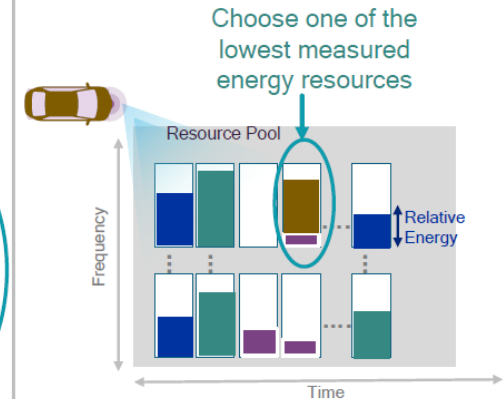 Choose one of the
lowest measured
energy resources
Resource Pool
Frequency
Relative
Energy
Time